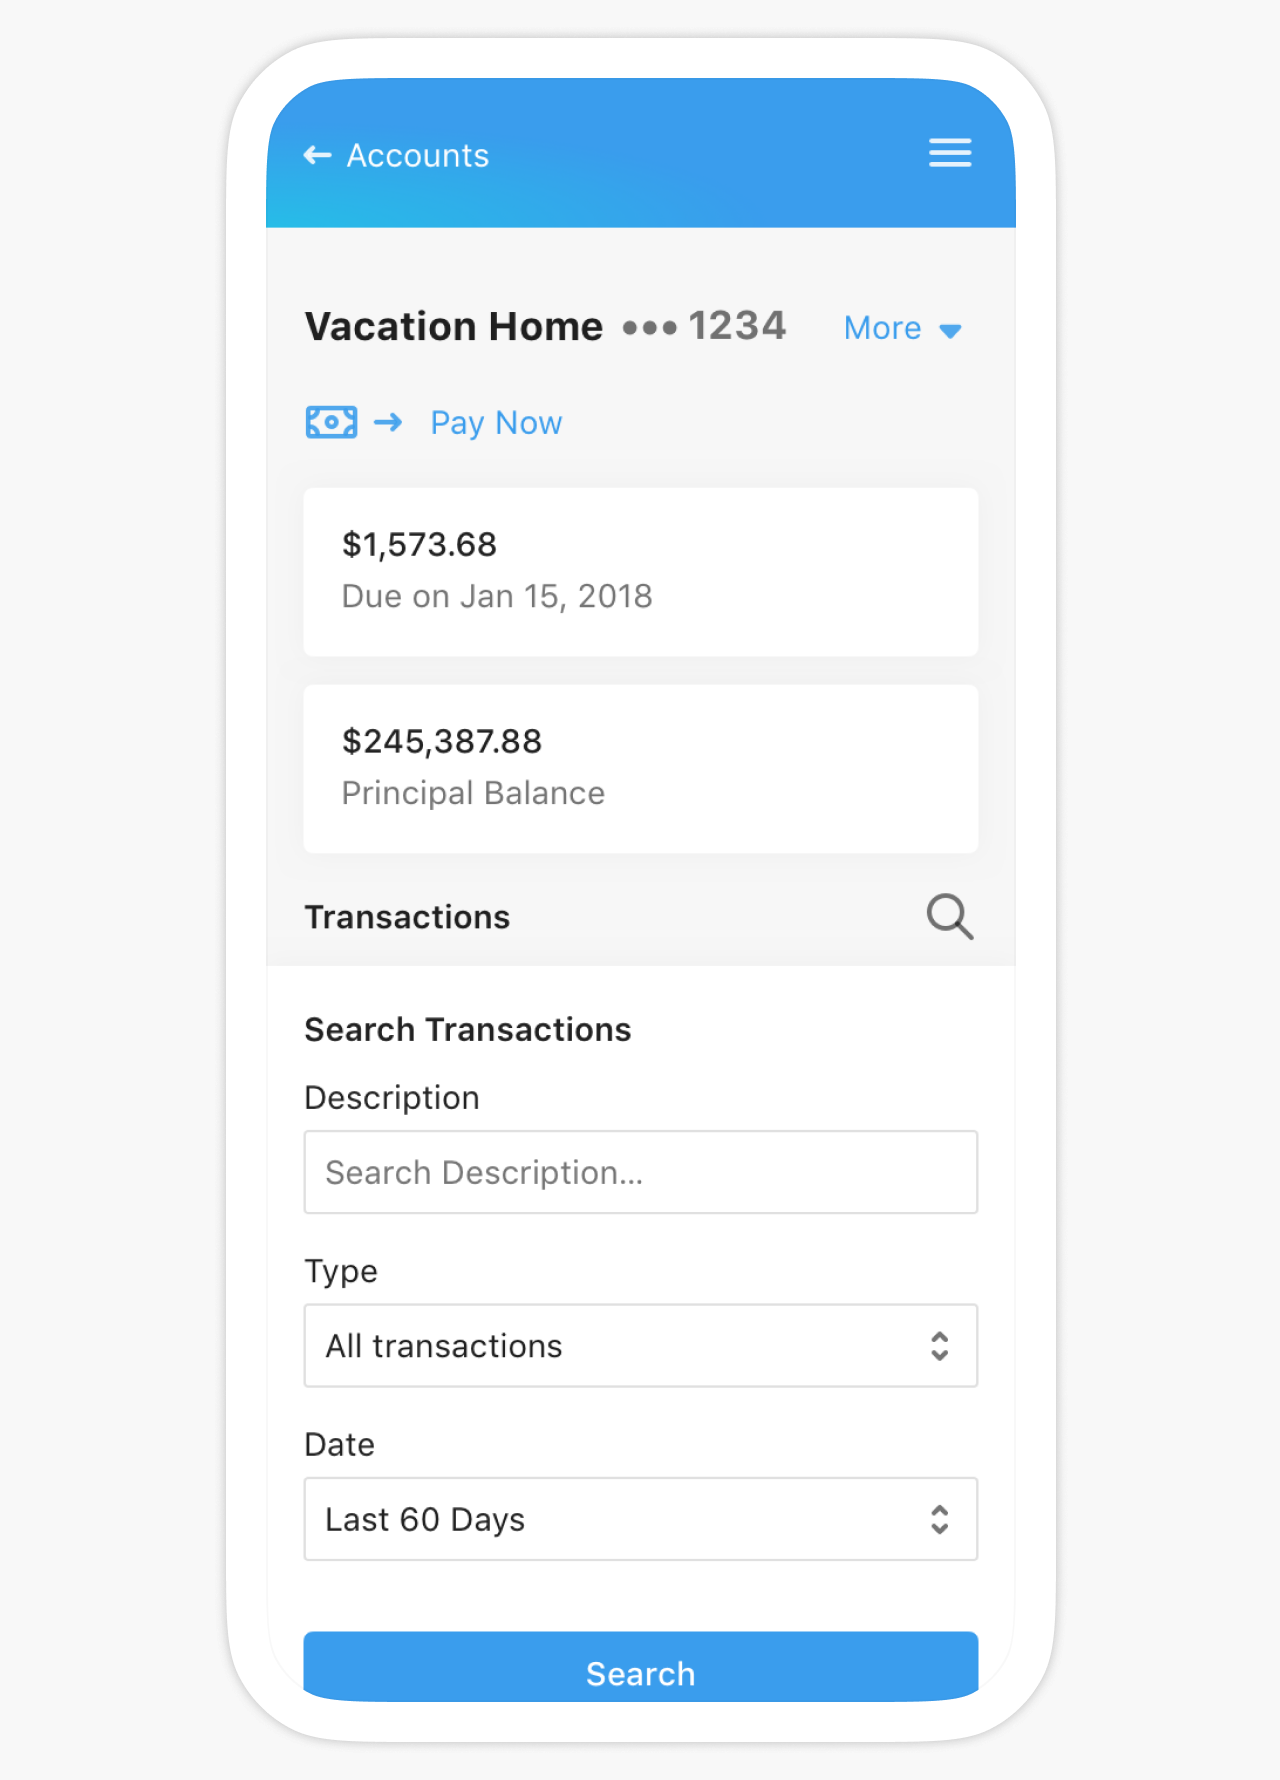 Accounts
Vacation Home ••• 1234 More
Pay Now
$1,573.68
Due on Jan 15, 2018
$245,387.88
Principal Balance
Transactions
Search Transactions
Description
Search Description...
Type
All transactions
Date
Last 60 Days
Search